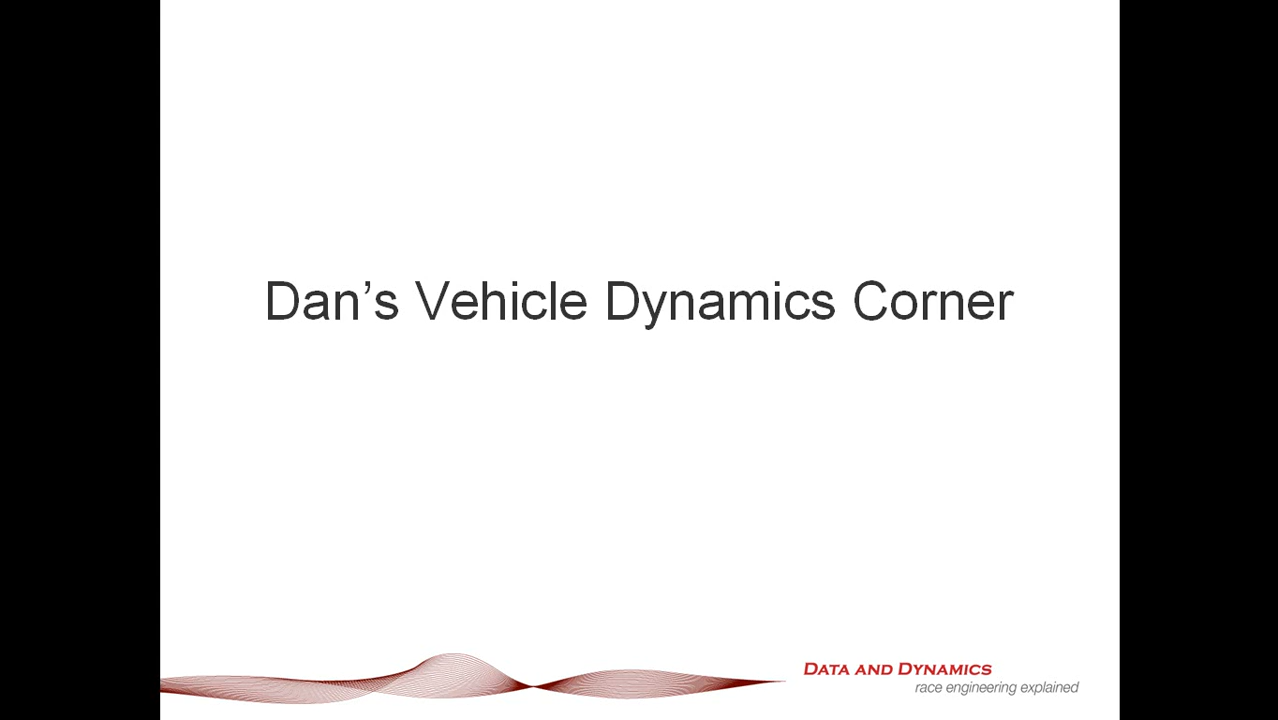 Dan’s Vehicle Dynamics Corner
DATA AND DYNAMICS
race engineering explained